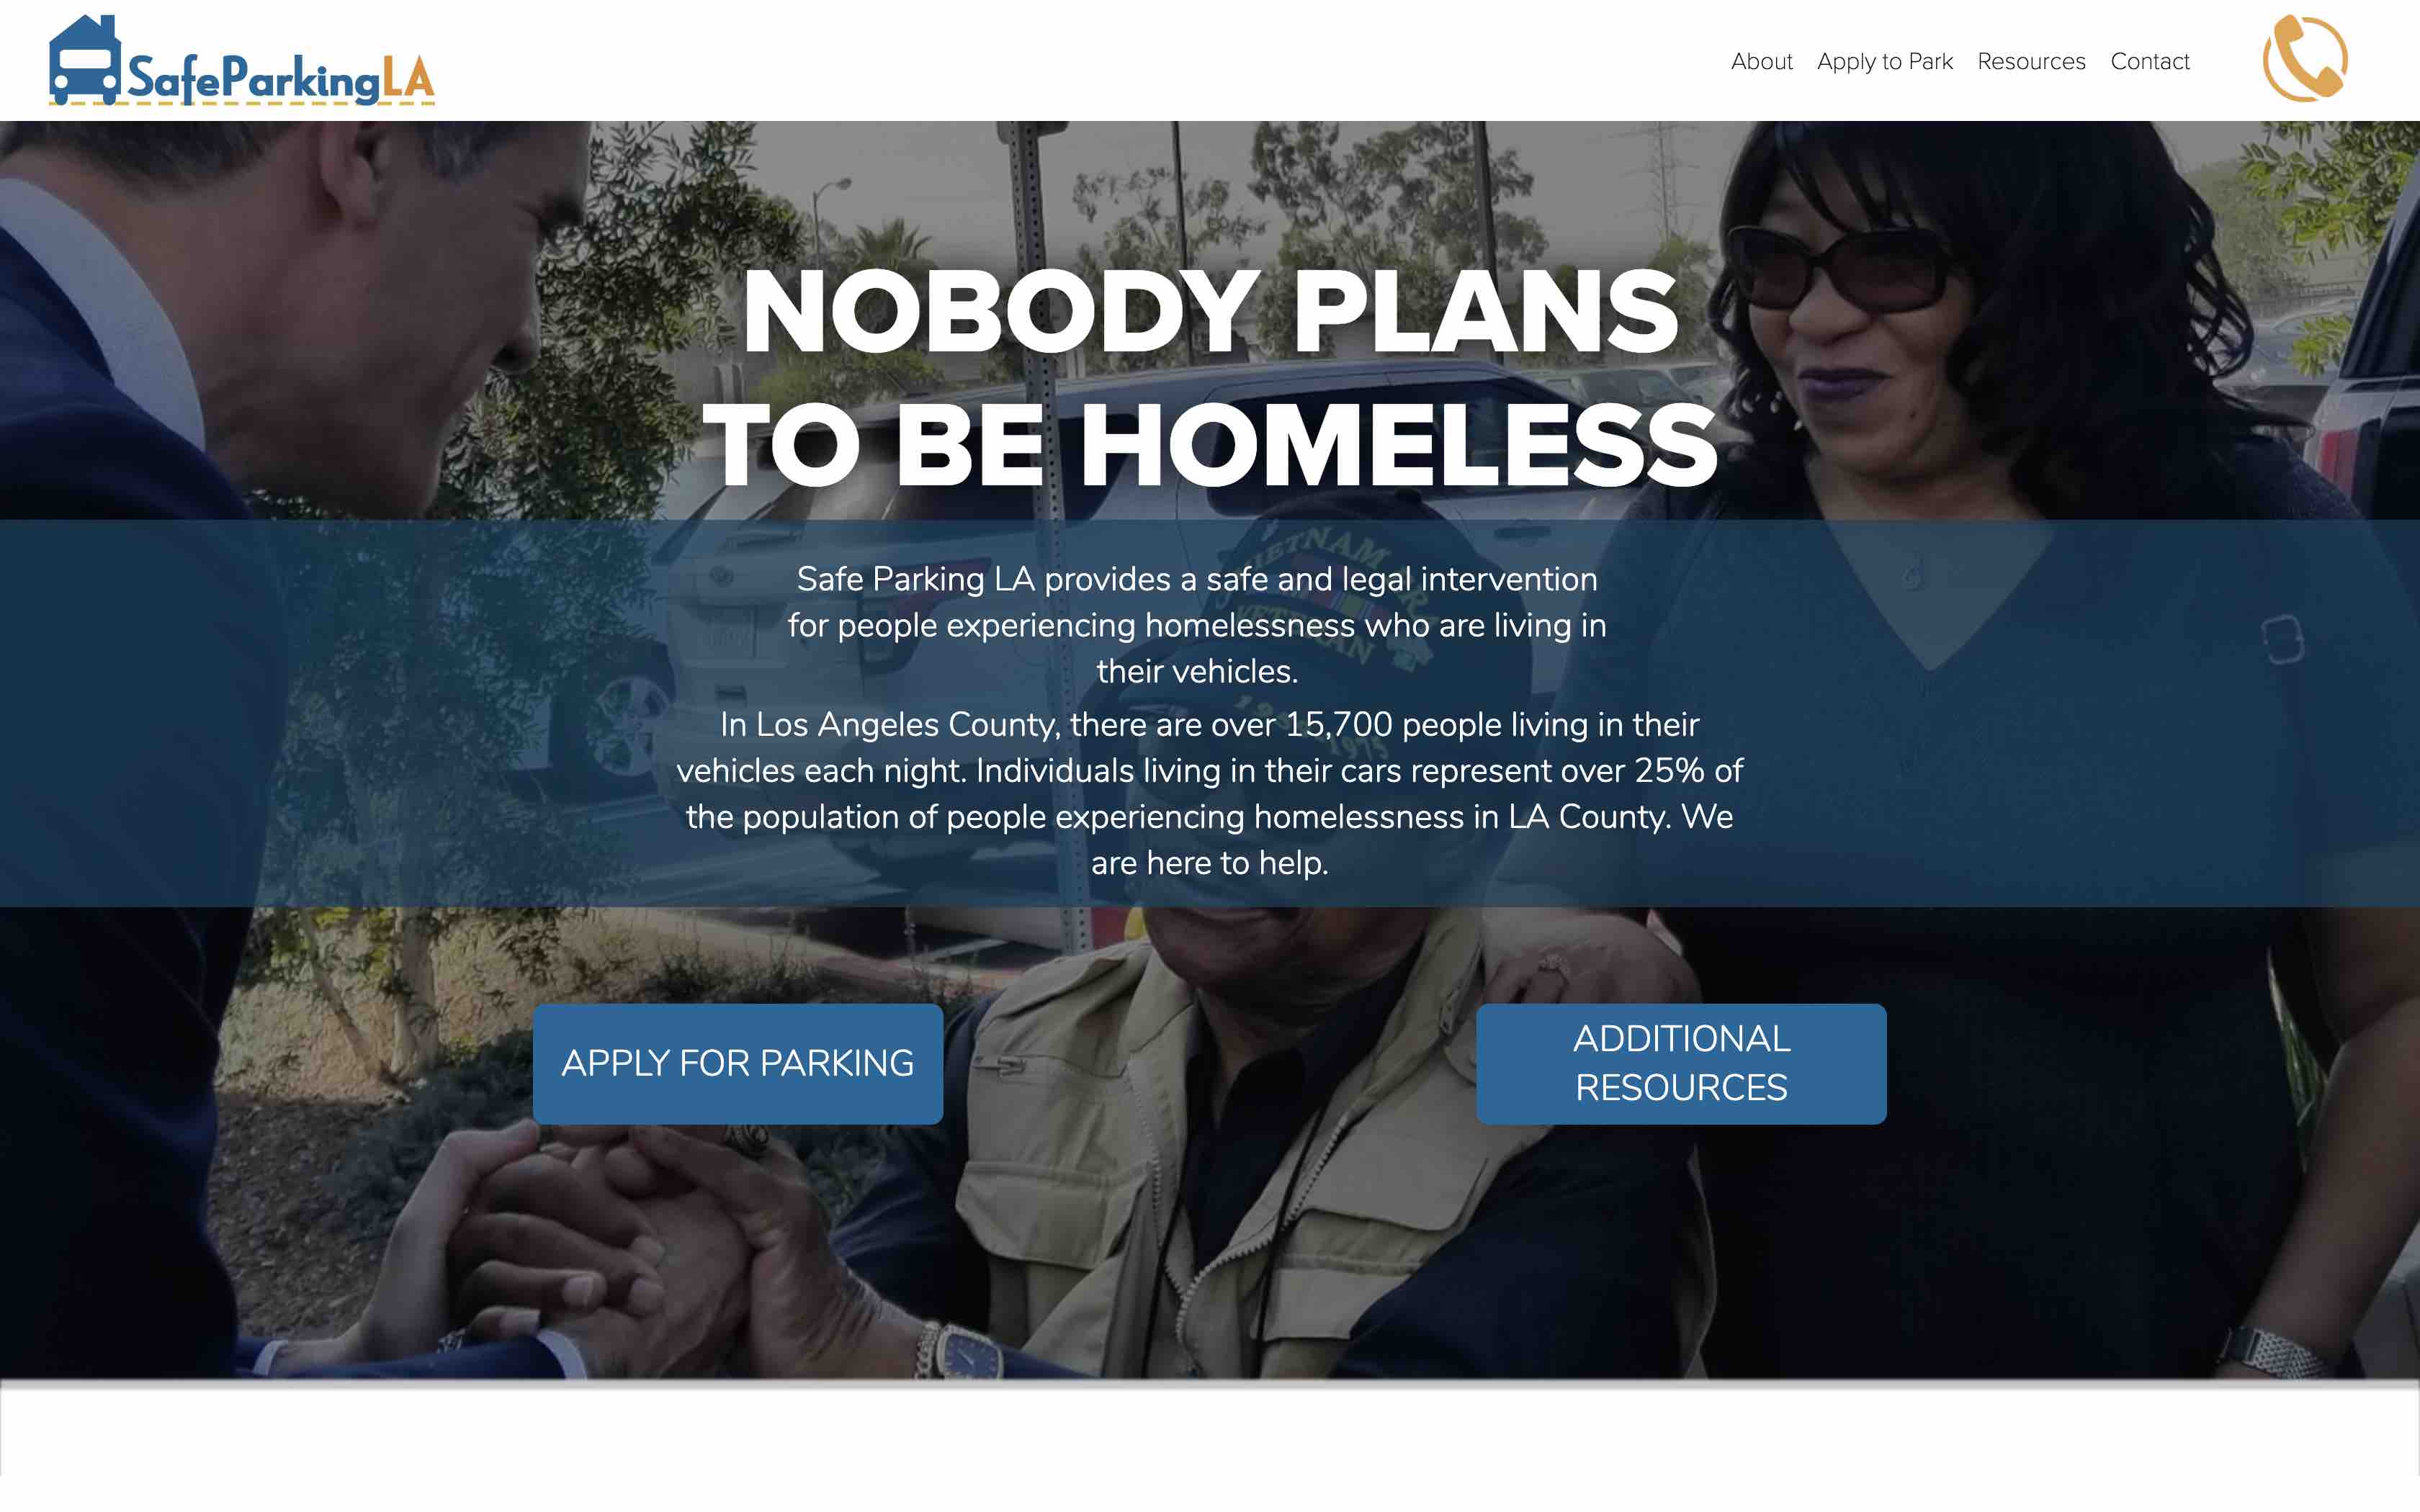 SafeParkingLA
About Apply to Park Resources Contact
NOBODY PLANS
TO BE HOMELESS
Safe Parking LA provides a safe and legal intervention
for people experiencing homelessness who are living in
their vehicles.
In Los Angeles County, there are over 15,700 people living in their
vehicles each night. Individuals living in their cars represent over 25% of
the population of people experiencing homelessness in LA County. We
are here to help.
VETERAN
APPLY FOR PARKING
ADDITIONAL
RESOURCES